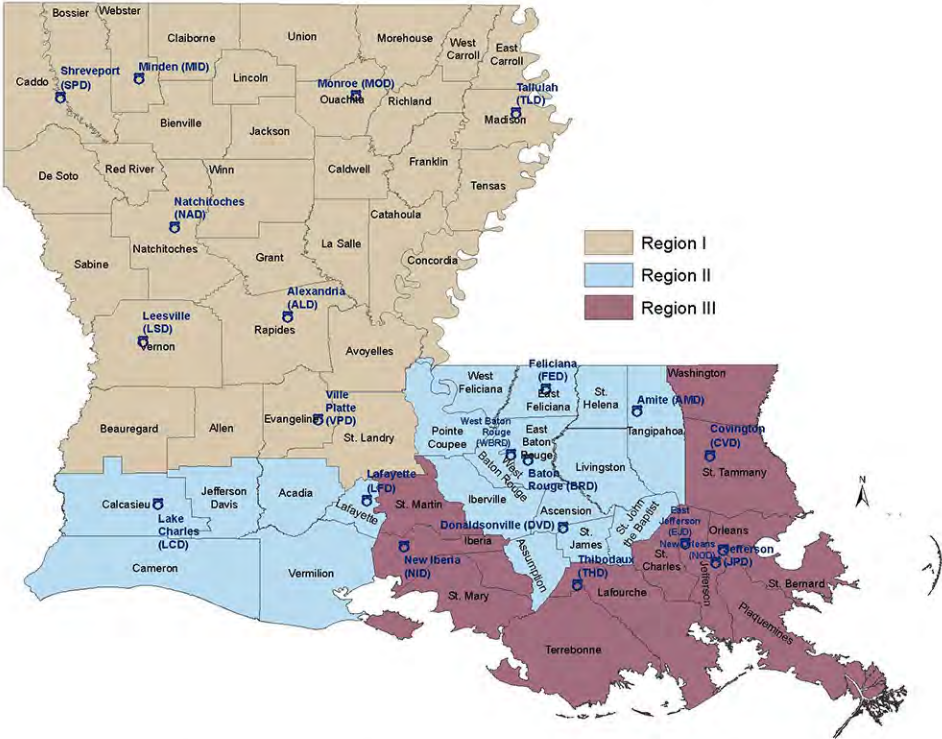 Bossier
Webster
Claiborne
Union
Morehouse
West
Carroll
East
Carroll
Caddo
Shreveport
(SPD)
Minden (MID)
Lincoln
Monroe (MOD)
Ouachita
Richland
Tallulah
(TLD)
Madison
Bienville
Jackson
De Soto
Red River
Winn
Caldwell
Franklin
Tensas
Natchitoches
(NAD)
Natchitoches
Catahoula
La Salle
Sabine
Grant
Concordia
Region I
Region II
Region III
Leesville
(LSD)
Vernon
Alexandria
(ALD)
Rapides
Avoyelles
Beauregard
Allen
Evangeline
Ville
Platte
(VPD)
St. Landry
West
Feliciana
Feliciana
(FED)
East
Feliciana
St.
Helena
Amite (AMD)
Tangipahoa
Washington
Pointe
Coupee
West Baton
Rouge
(WBRD)
West
Baton Rouge
East
Baton
Rouge
Baton
Rouge (BRD)
Livingston
Covington
(CVD)
St. Tammany
Calcasieu
Lake
Charles
(LCD)
Jefferson
Davis
Acadia
Lafayette
(LFD)
Lafayette
St. Martin
Iberville
Ascension
Donaldsonville (DVD)
St.
James
St. John
the Baptist
East
Jefferson
(EJD)
Orleans
New Orleans
(NOD)
Jefferson
(JPD)
Cameron
Vermilion
New Iberia
(NID)
Iberia
St. Mary
Assumption
Thibodaux
(THD)
Lafourche
St.
Charles
Jefferson
St. Bernard
Plaquemines
Terrebonne
N